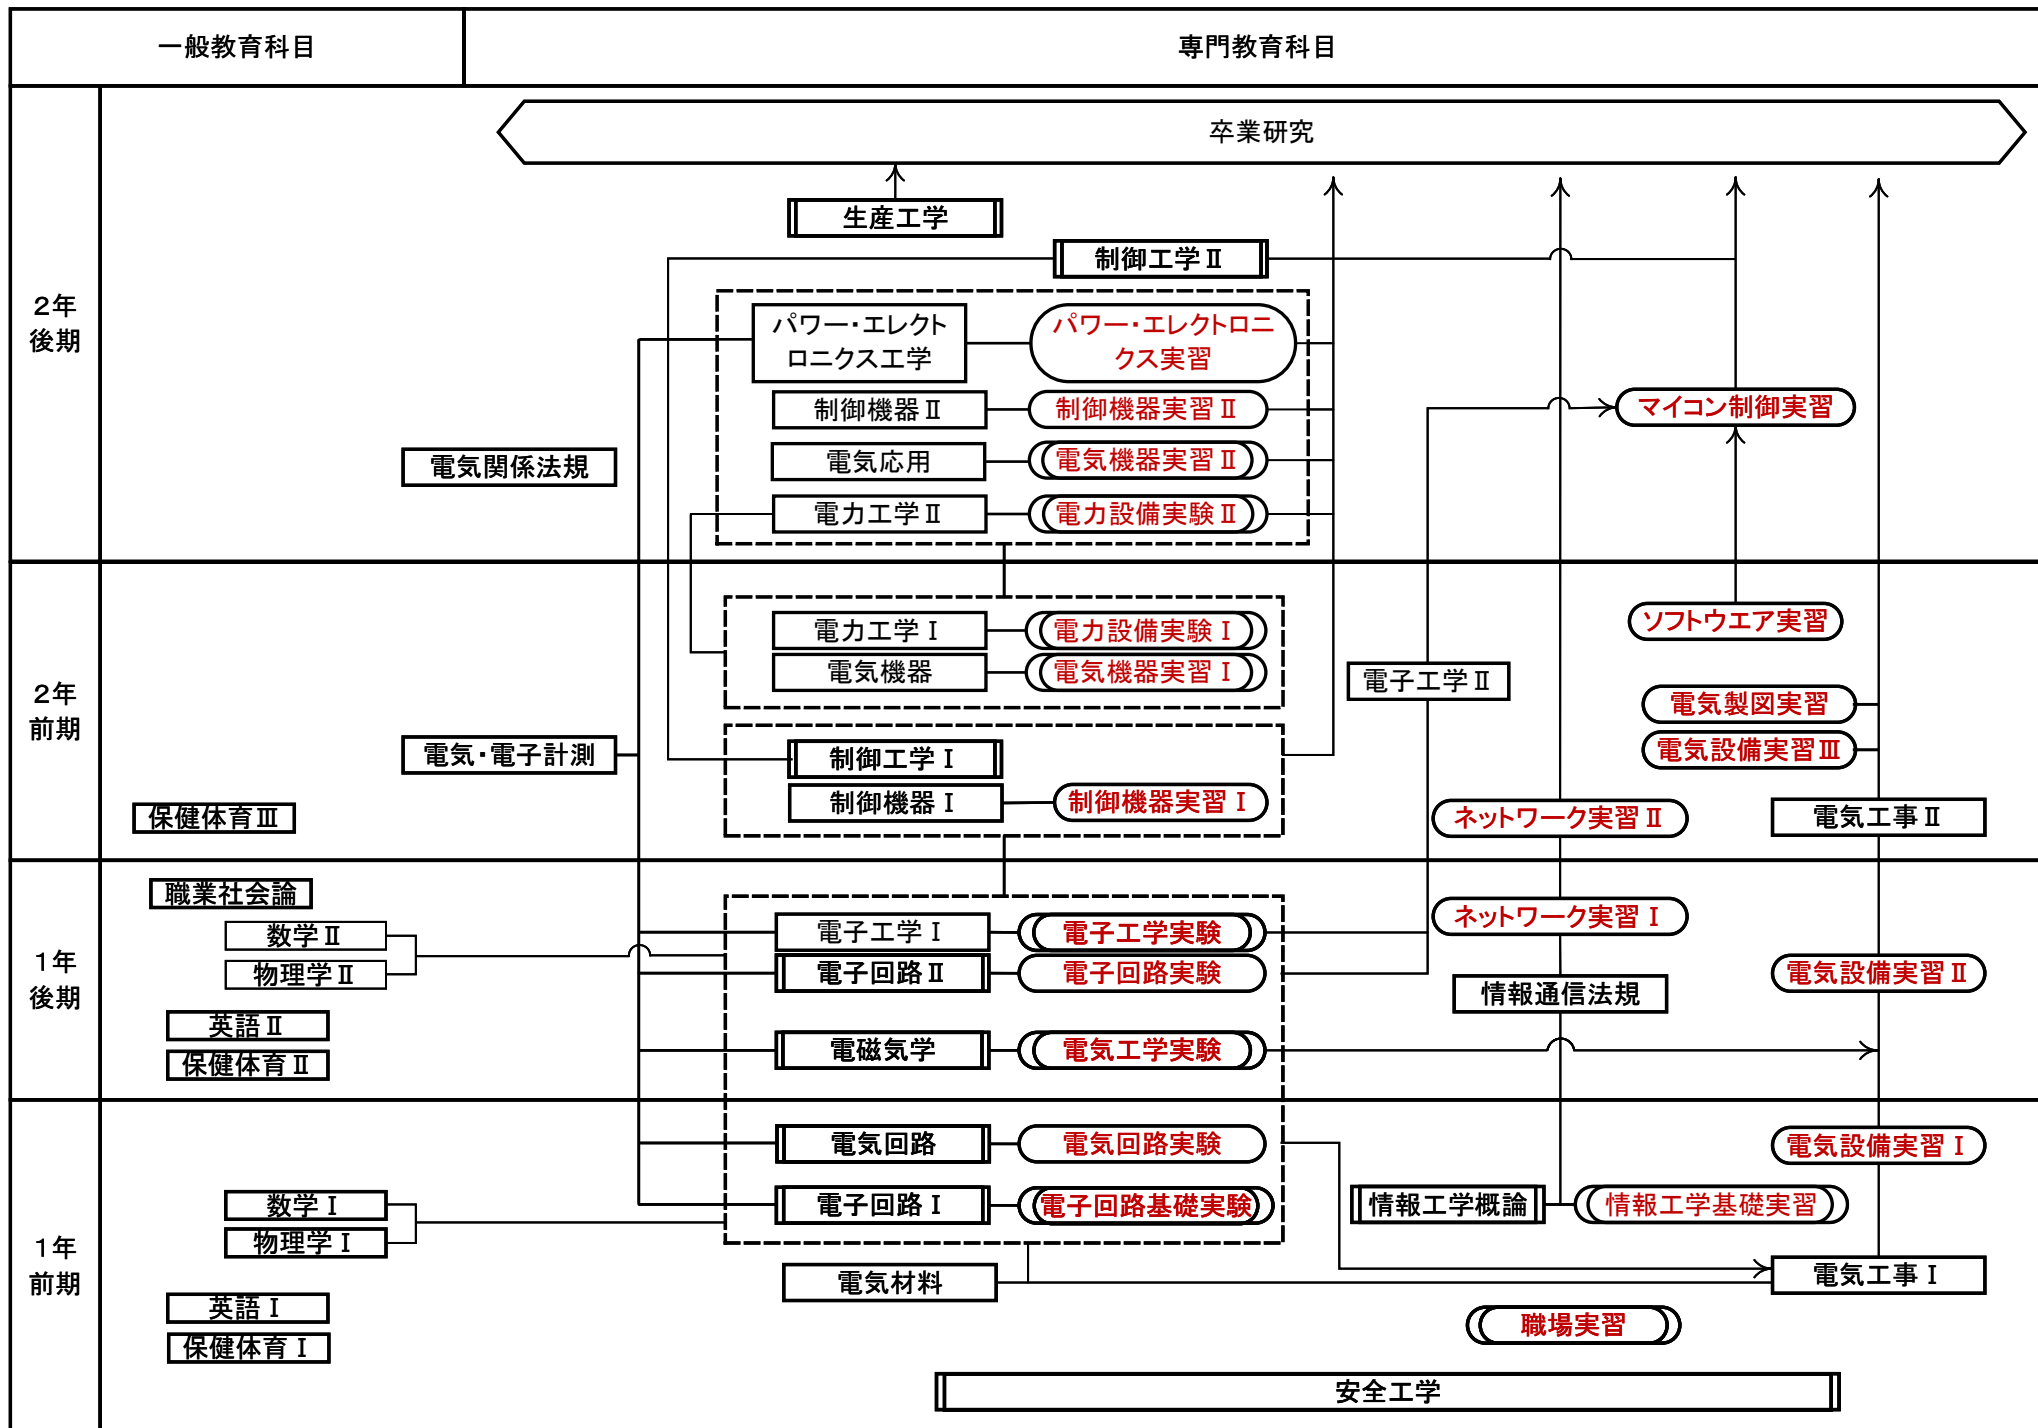 一般教育科目
専門教育科目
卒業研究
2年
後期
生産工学
制御工学Ⅱ
パワー・エレクト
ロニクス工学
パワー・エレクトロニ
クス実習
制御機器Ⅱ
制御機器実習Ⅱ
マイコン制御実習
電気関係法規
電気応用
電気機器実習Ⅱ
電力工学Ⅱ
電力設備実験Ⅱ
2年
前期
電力工学Ⅰ
電力設備実験Ⅰ
ソフトウエア実習
電気機器
電気機器実習Ⅰ
電子工学Ⅱ
電気製図実習
電気・電子計測
制御工学Ⅰ
電気設備実習Ⅲ
制御機器Ⅰ
制御機器実習Ⅰ
保健体育Ⅲ
ネットワーク実習Ⅱ
電気工事Ⅱ
1年
後期
職業社会論
数学Ⅱ
電子工学Ⅰ
電子工学実験
ネットワーク実習Ⅰ
物理学Ⅱ
電子回路Ⅱ
電子回路実験
情報通信法規
電気設備実習Ⅱ
英語Ⅱ
保健体育Ⅱ
電磁気学
電気工学実験
1年
前期
電気回路
電気回路実験
電気設備実習Ⅰ
数学Ⅰ
電子回路Ⅰ
電子回路基礎実験
情報工学概論
情報工学基礎実習
物理学Ⅰ
電気材料
電気工事Ⅰ
英語Ⅰ
保健体育Ⅰ
職場実習
安全工学